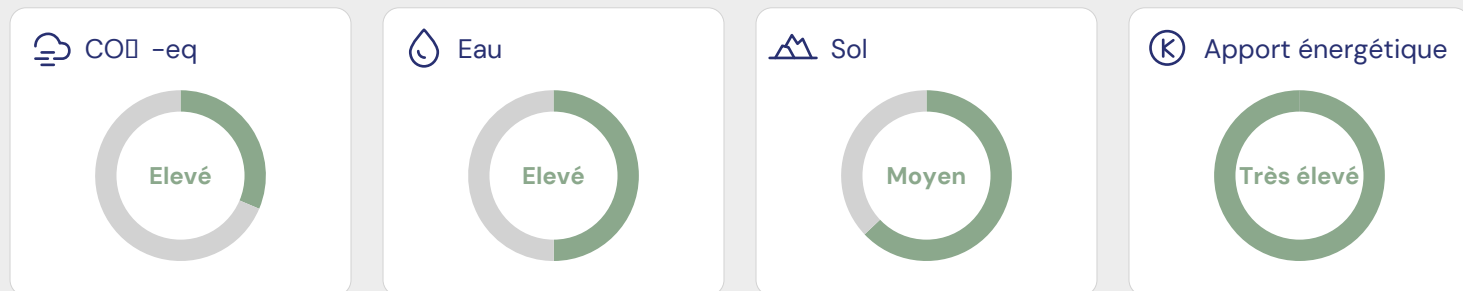 CO▯ -eq
Eau
Sol
Apport énergétique
Elevé
Elevé
Moyen
Très élevé